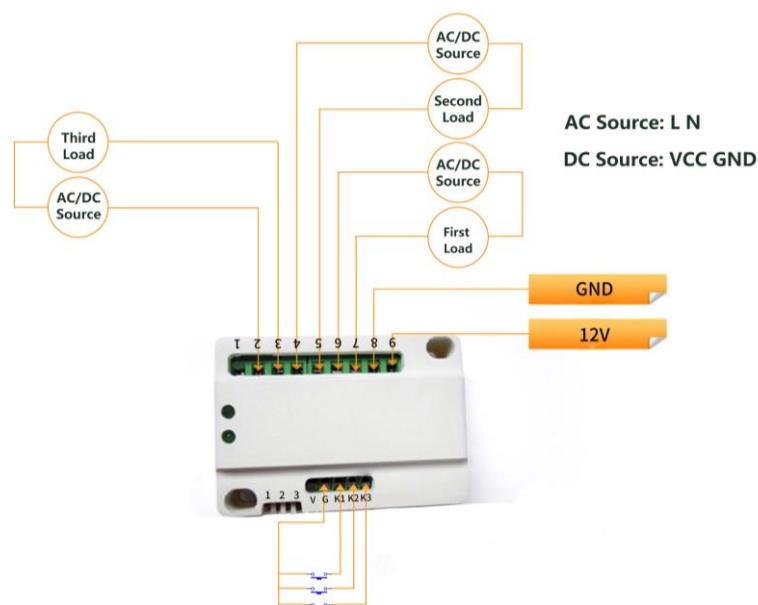 AC/DC
Source
Second
Load
AC Source: L N
DC Source: VCC GND
Third
Load
AC/DC
Source
AC/DC
Source
First
Load
GND
12V
1 2 3 4 5 6 7 8 9
1 2 3
V G K1 K2 K3